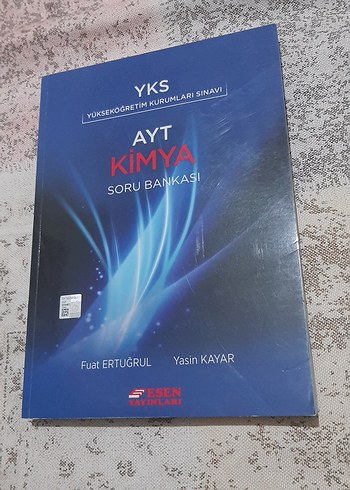 YKS
YÜKSEKÖĞRETİM KURUMLARI SINAVI
AYT
KİMYA
SORU BANKASI
Fuat ERTUĞRUL Yasin KAYAR
ESEN
YAYINLARI